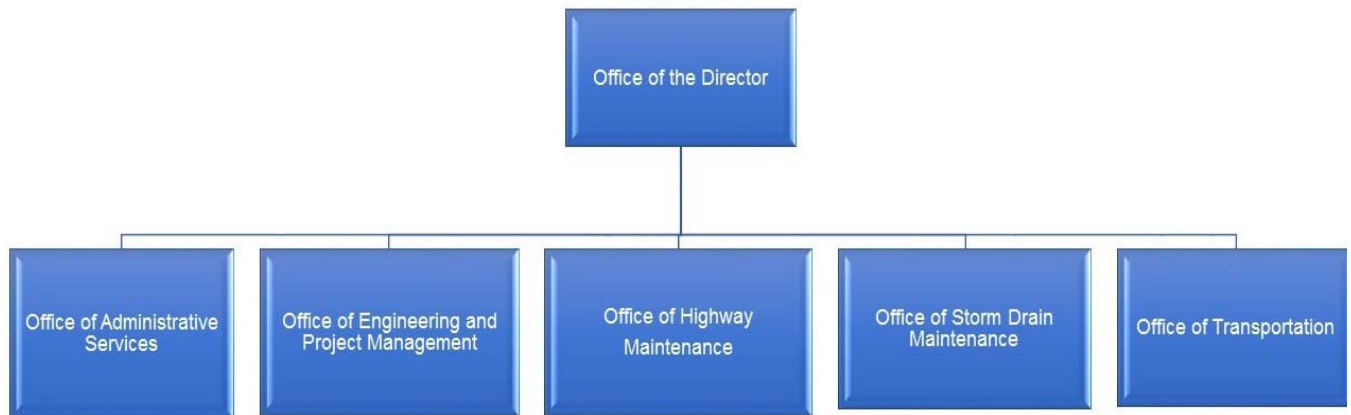 Office of the Director
Office of Administrative
Services
Office of Engineering and
Project Management
Office of Highway
Maintenance
Office of Storm Drain
Maintenance
Office of Transportation